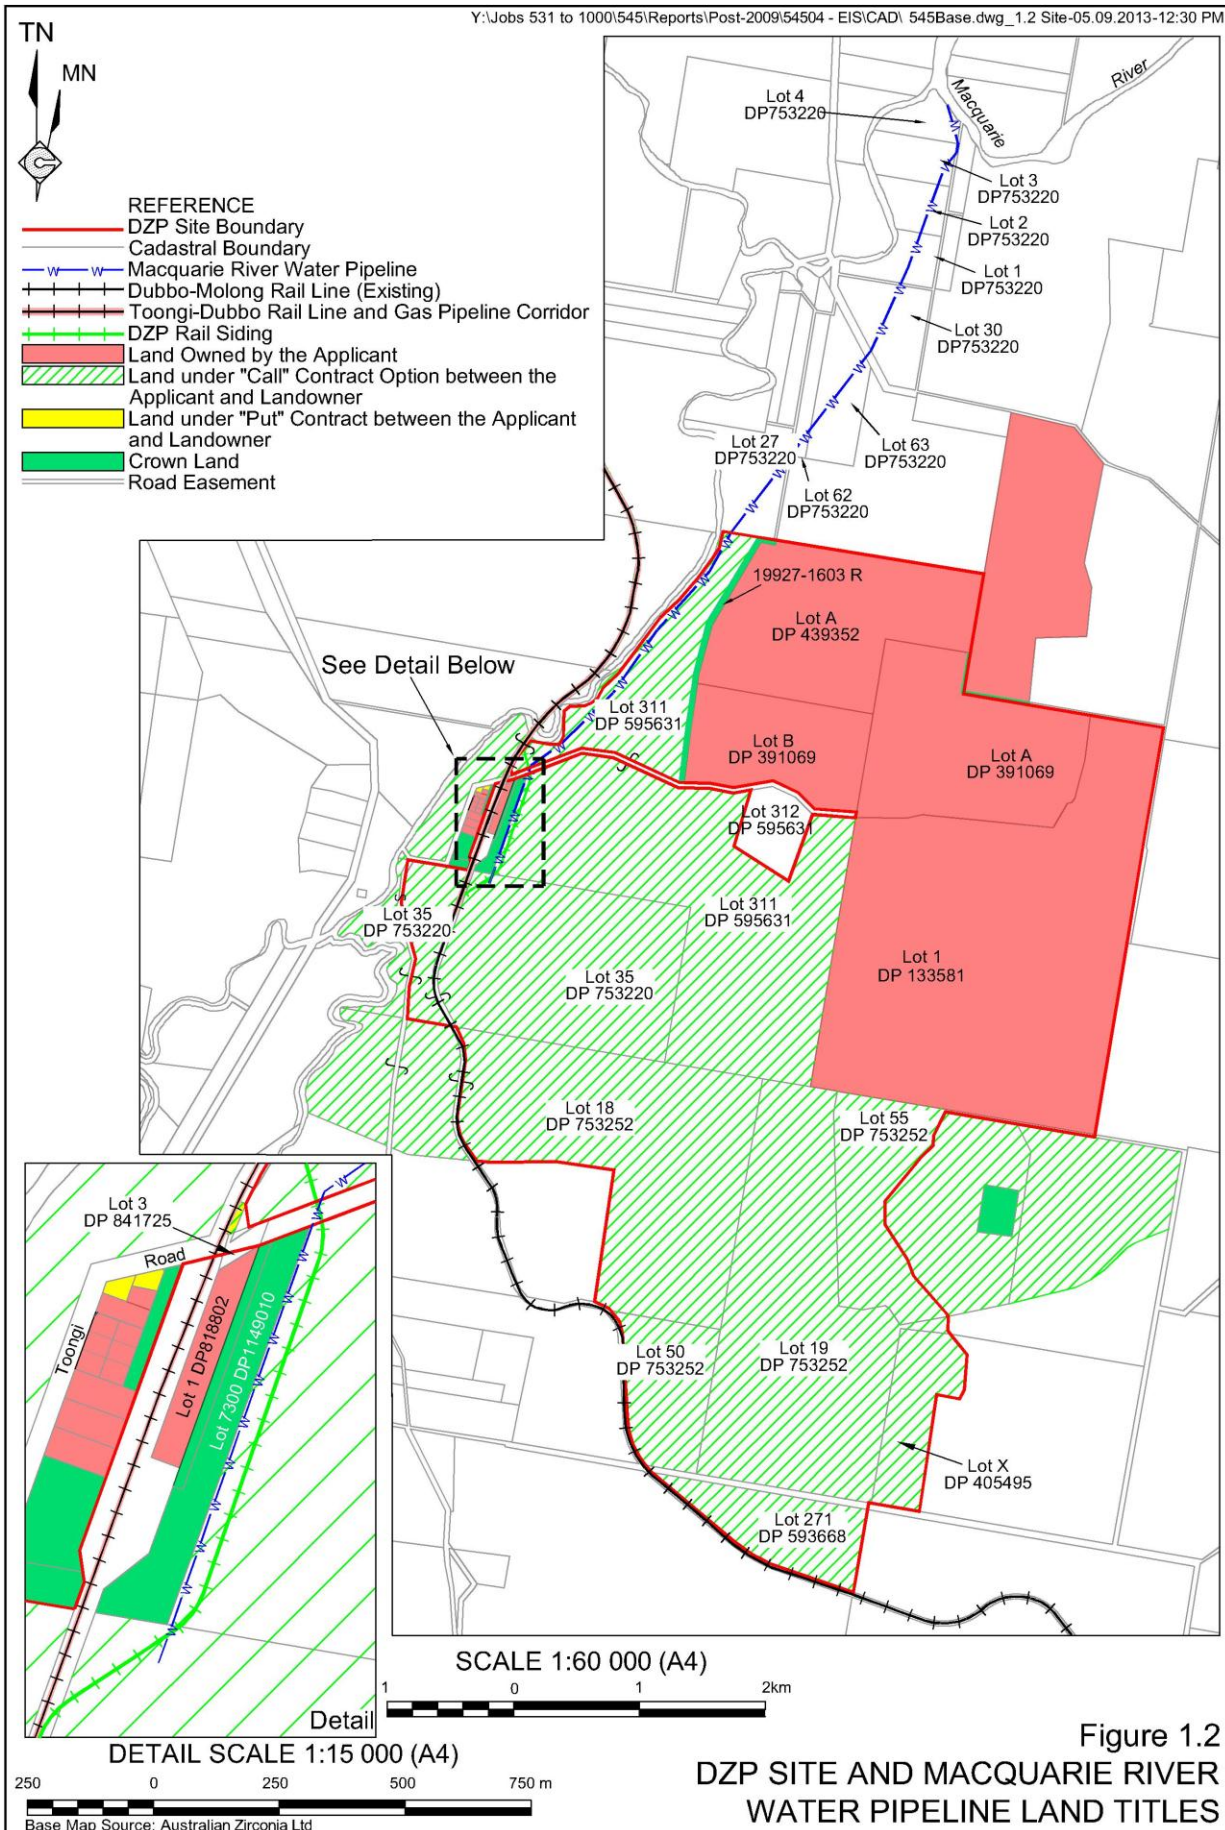 Y:\Jobs 531 to 1000\545\Reports\Post-2009\54504 - EIS\CAD\ 545Base.dwg_1.2 Site-05.09.2013-12:30 PM
TN
MN
REFERENCE
DZP Site Boundary
Cadastral Boundary
W W Macquarie River Water Pipeline
Dubbo-Molong Rail Line (Existing)
Toongi-Dubbo Rail Line and Gas Pipeline Corridor
DZP Rail Siding
Land Owned by the Applicant
Land under "Call" Contract Option between the
Applicant and Landowner
Land under "Put" Contract between the Applicant
and Landowner
Crown Land
Road Easement
Macquarie
River
Lot 4
DP753220
Lot 3
DP753220
Lot 2
DP753220
Lot 1
DP753220
Lot 30
DP753220
Lot 63
DP753220
Lot 27
DP753220
Lot 62
DP753220
19927-1603 R
Lot A
DP 439352
See Detail Below
Lot 311
DP 595631
Lot B
DP 391069
Lot A
DP 391069
Lot 312
DP 595631
Lot 311
DP 595631
Lot 35
DP 753220
Lot 1
DP 133581
Lot 35
DP 753220
Lot 18
DP 753252
Lot 55
DP 753252
Lot 50
DP 753252
Lot 19
DP 753252
Lot X
DP 405495
Lot 271
DP 593668
Lot 3
DP 841725
Road
Toongi
Lot 1 DP818802
Lot 7300 DP1149010
Detail
SCALE 1:60 000 (A4)
1 0 1 2km
DETAIL SCALE 1:15 000 (A4)
250 0 250 500 750 m
Base Map Source: Australian Zirconia Ltd
Figure 1.2
DZP SITE AND MACQUARIE RIVER
WATER PIPELINE LAND TITLES